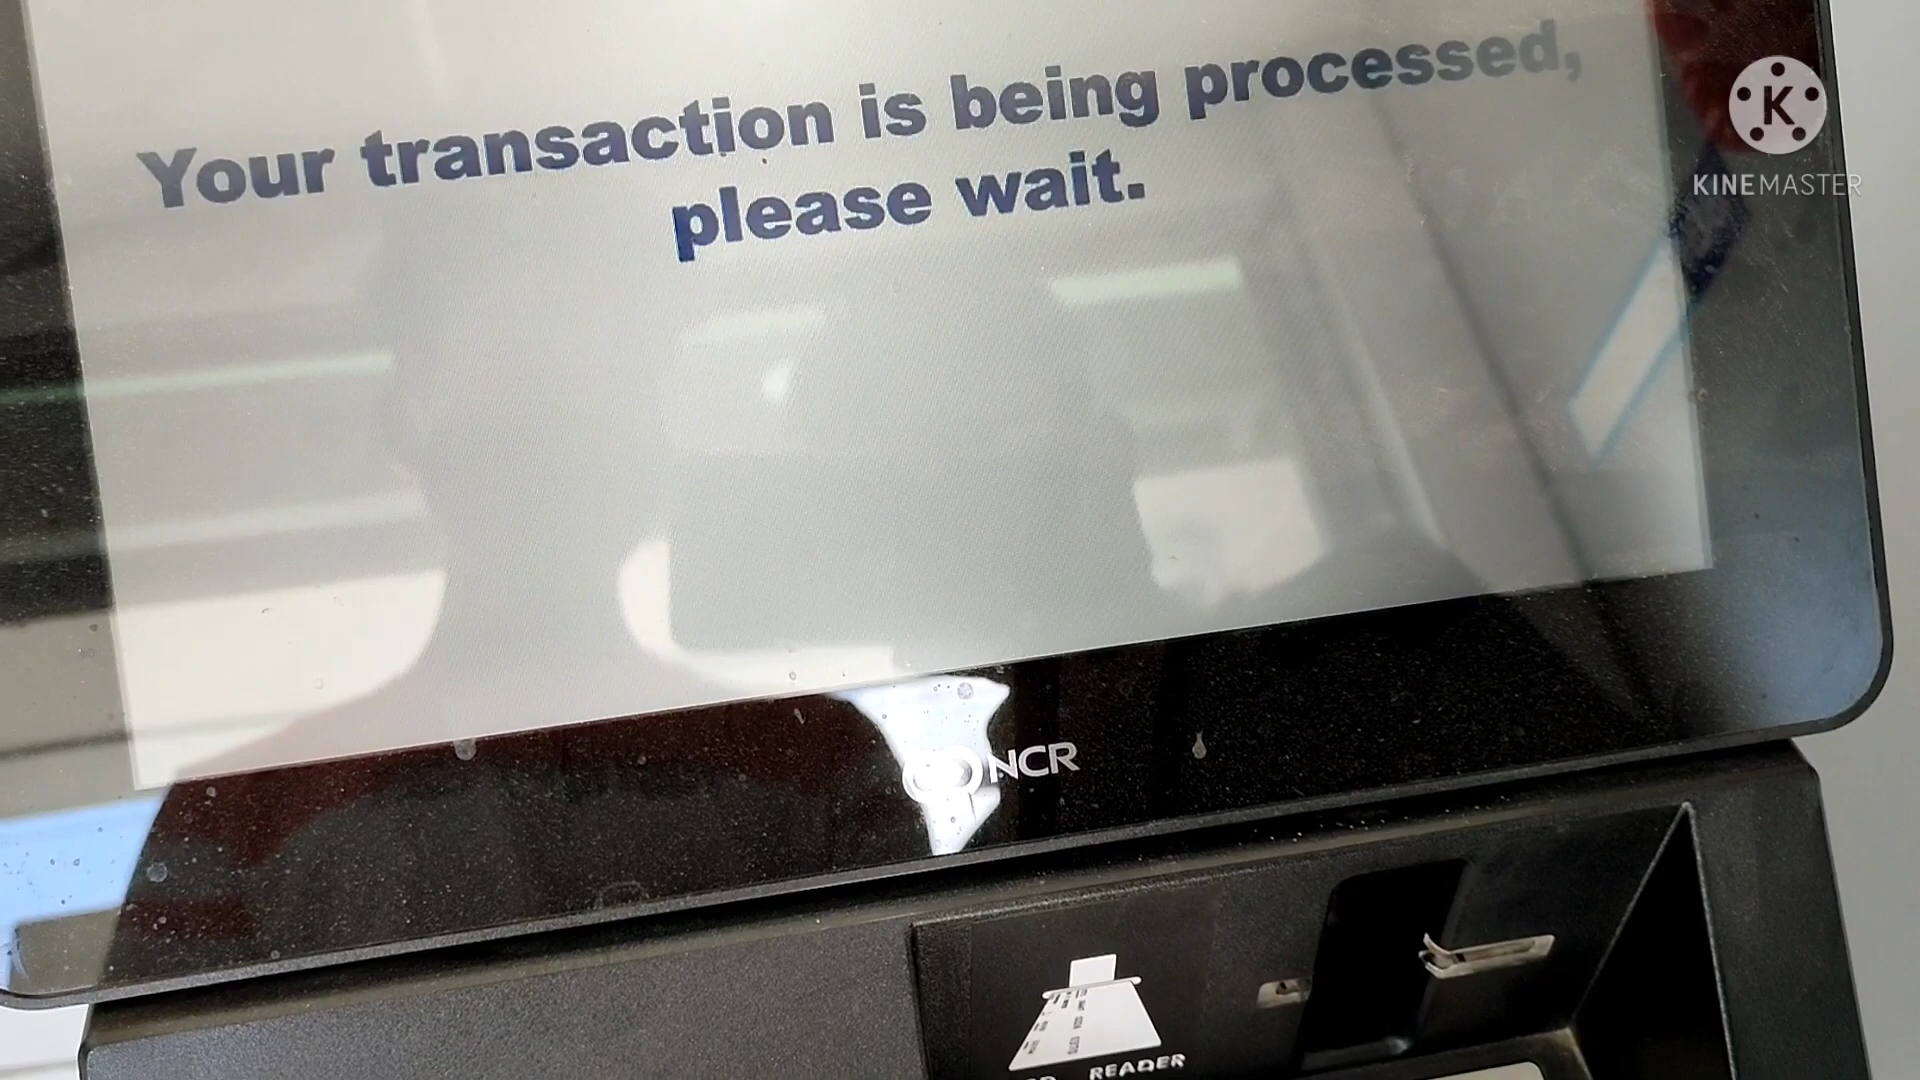 Your transaction is being processed,
please wait.
K
KINEMASTER
NCR
READER